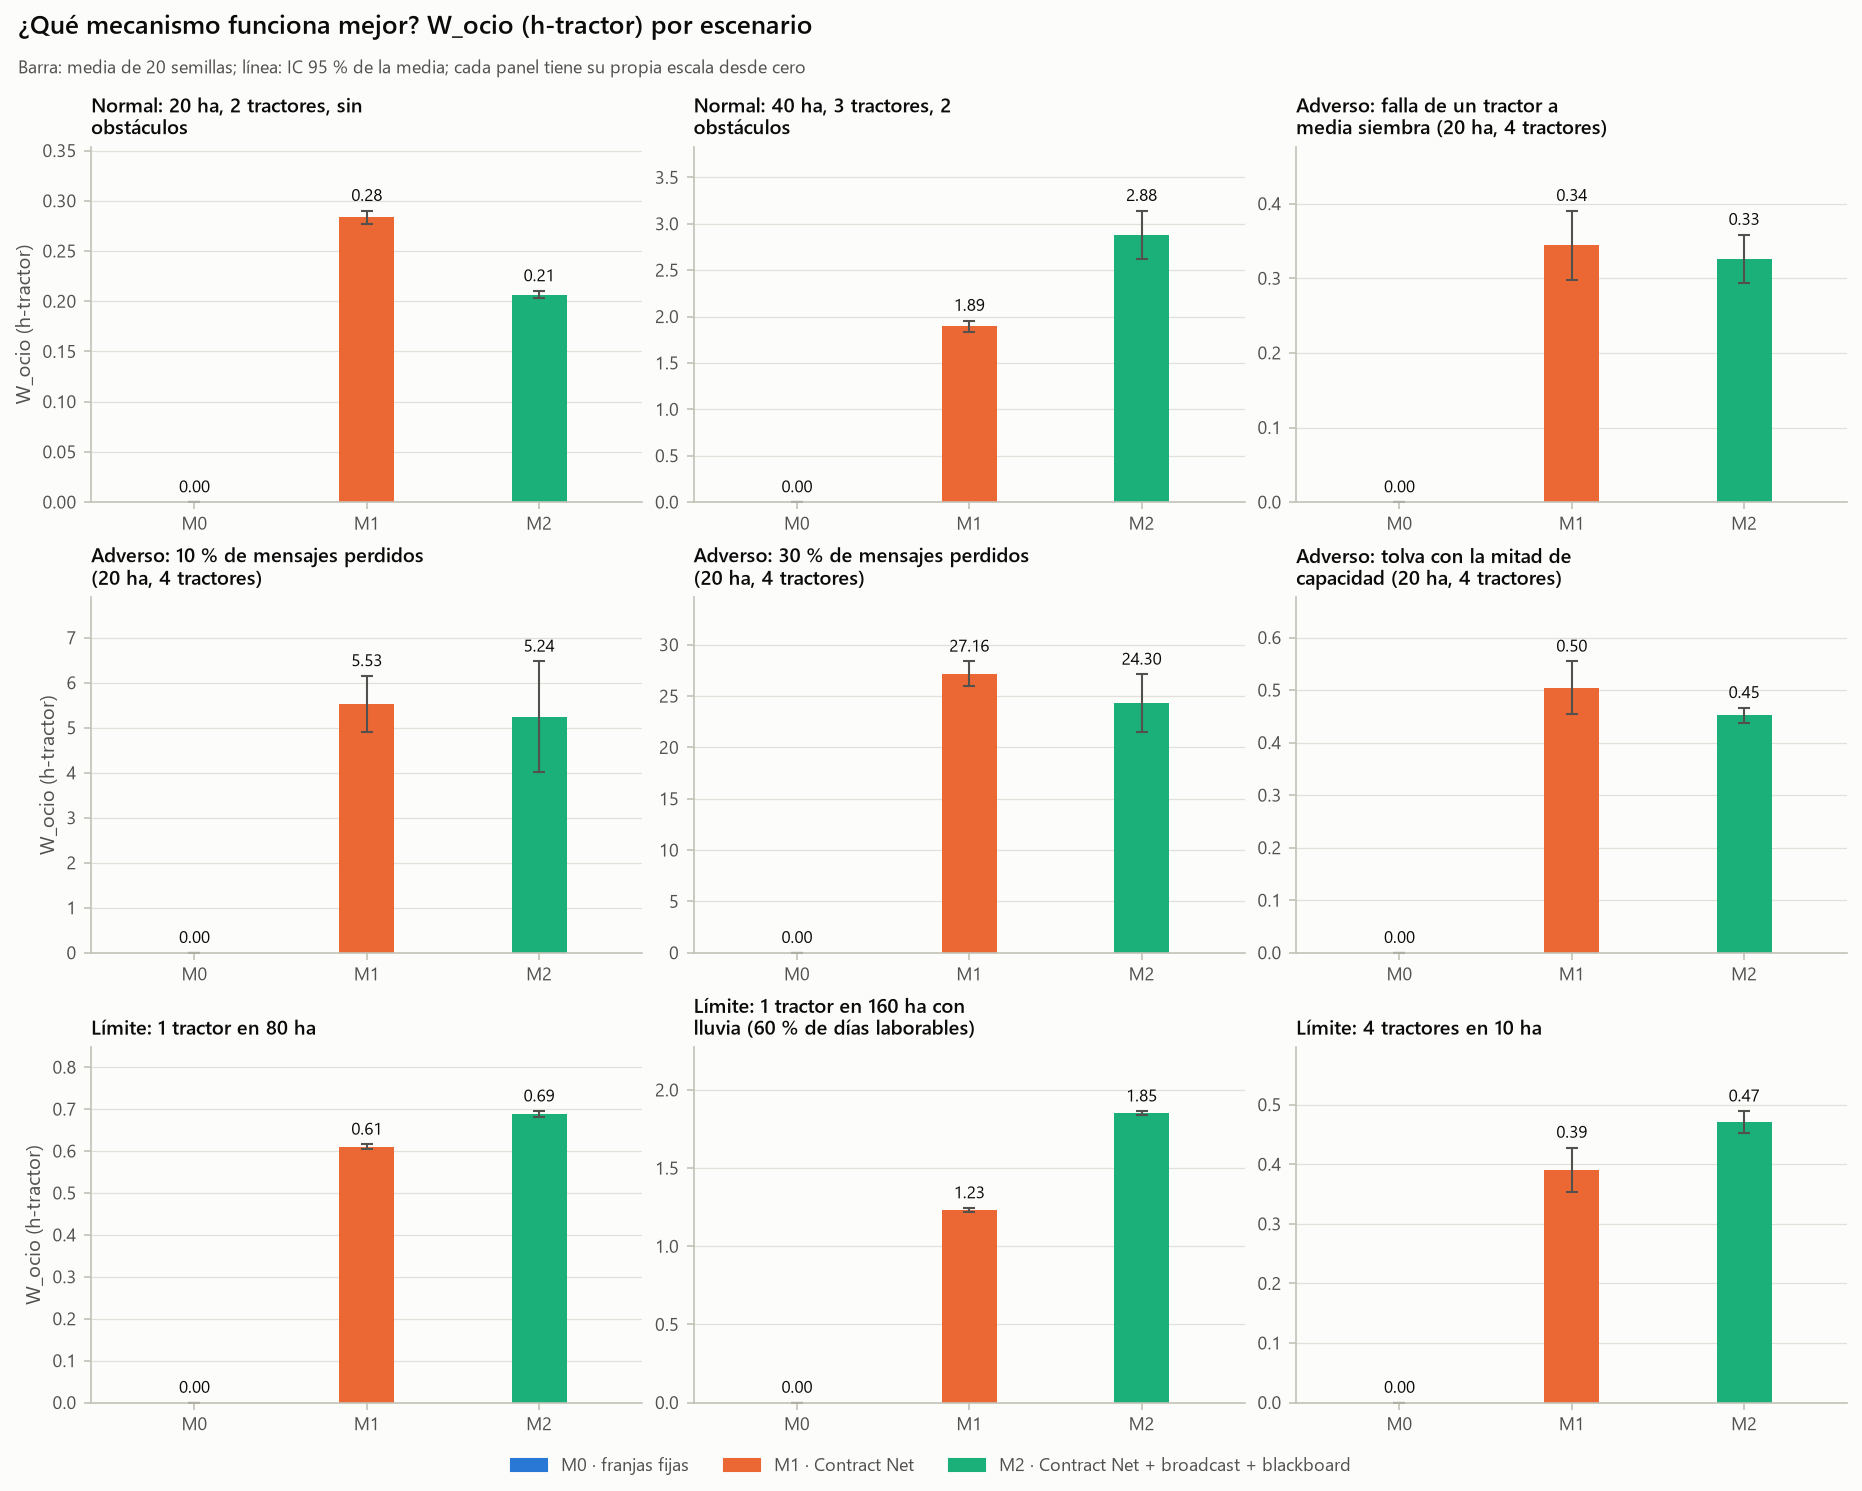 ¿Qué mecanismo funciona mejor? W_ocio (h-tractor) por escenario
Barra: media de 20 semillas; línea: IC 95 % de la media; cada panel tiene su propia escala desde cero
Normal: 20 ha, 2 tractores, sin
obstáculos
W_ocio (h-tractor)
0.35
0.30
0.25
0.20
0.15
0.10
0.05
0.00
0.00
0.28
0.21
M0
M1
M2
Normal: 40 ha, 3 tractores, 2
obstáculos
3.5
3.0
2.5
2.0
1.5
1.0
0.5
0.0
0.00
1.89
2.88
M0
M1
M2
Adverso: falla de un tractor a
media siembra (20 ha, 4 tractores)
0.4
0.3
0.2
0.1
0.0
0.00
0.34
0.33
M0
M1
M2
Adverso: 10 % de mensajes perdidos
(20 ha, 4 tractores)
W_ocio (h-tractor)
7
6
5
4
3
2
1
0
0.00
5.53
5.24
M0
M1
M2
Adverso: 30 % de mensajes perdidos
(20 ha, 4 tractores)
30
25
20
15
10
5
0
0.00
27.16
24.30
M0
M1
M2
Adverso: tolva con la mitad de
capacidad (20 ha, 4 tractores)
0.6
0.5
0.4
0.3
0.2
0.1
0.0
0.00
0.50
0.45
M0
M1
M2
Límite: 1 tractor en 80 ha
W_ocio (h-tractor)
0.8
0.7
0.6
0.5
0.4
0.3
0.2
0.1
0.0
0.00
0.61
0.69
M0
M1
M2
Límite: 1 tractor en 160 ha con
lluvia (60 % de días laborables)
2.0
1.5
1.0
0.5
0.0
0.00
1.23
1.85
M0
M1
M2
Límite: 4 tractores en 10 ha
0.5
0.4
0.3
0.2
0.1
0.0
0.00
0.39
0.47
M0
M1
M2
M0 · franjas fijas
M1 · Contract Net
M2 · Contract Net + broadcast + blackboard